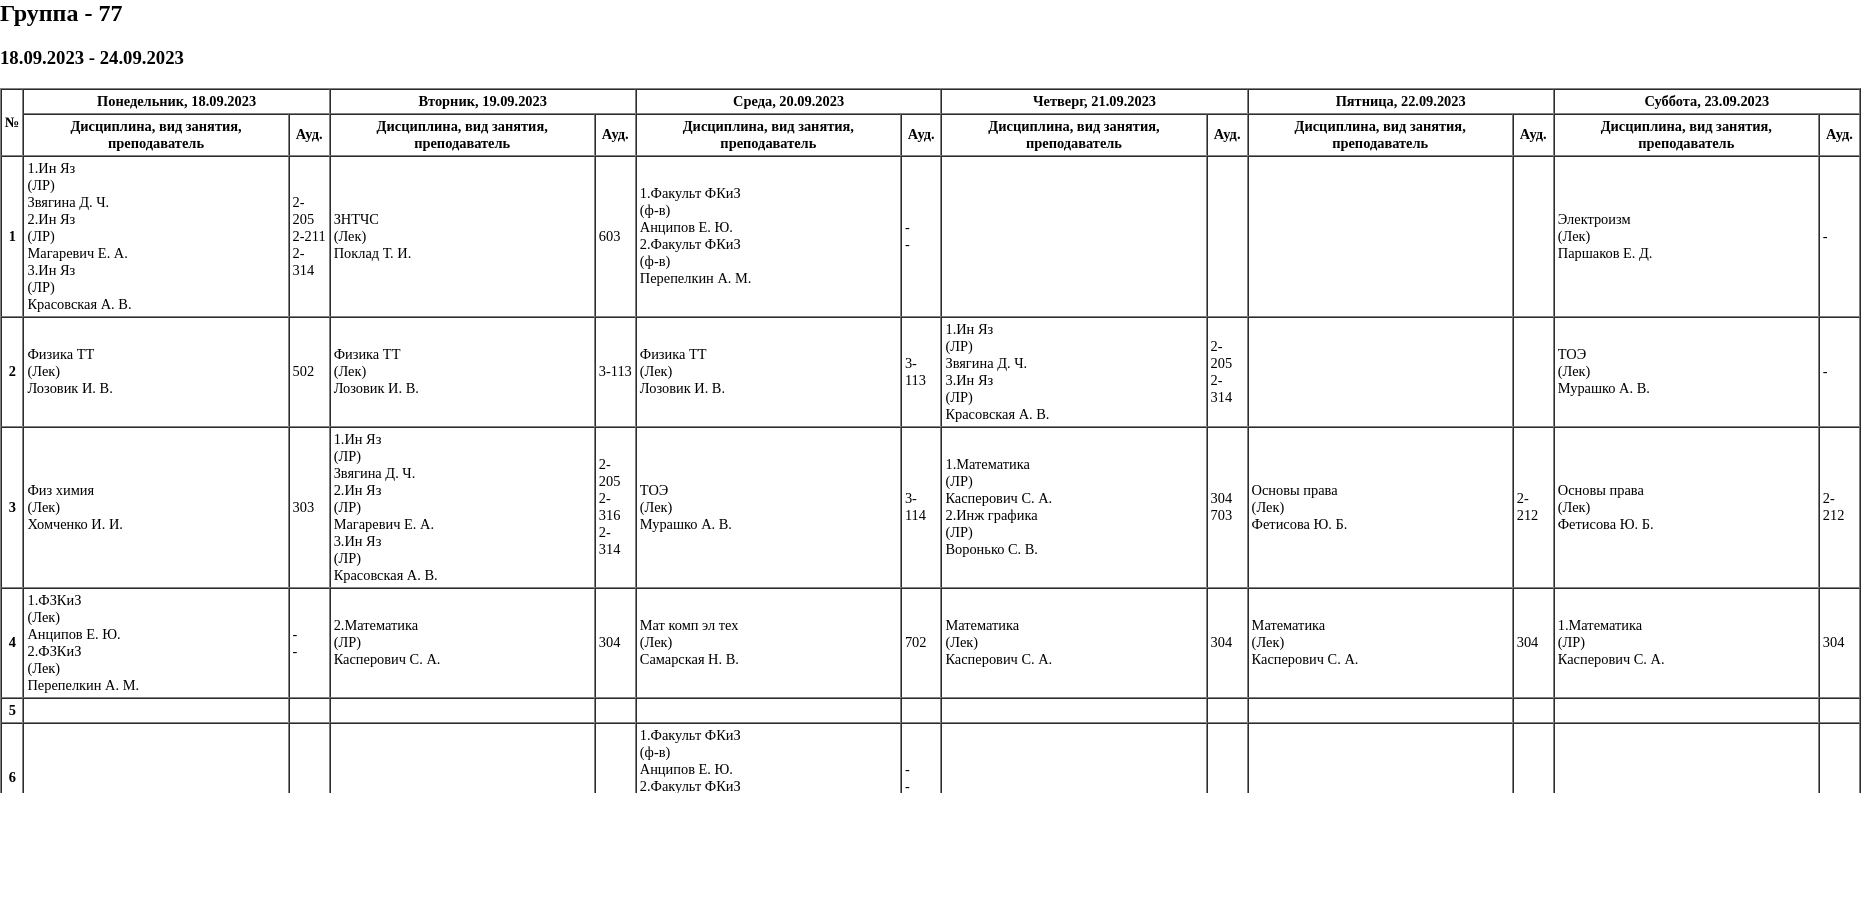 Группа - 77
18.09.2023 - 24.09.2023
№
Понедельник, 18.09.2023
Вторник, 19.09.2023
Среда, 20.09.2023
Четверг, 21.09.2023
Пятница, 22.09.2023
Суббота, 23.09.2023
Дисциплина, вид занятия,
преподаватель
Ауд.
Дисциплина, вид занятия,
преподаватель
Ауд.
Дисциплина, вид занятия,
преподаватель
Ауд.
Дисциплина, вид занятия,
преподаватель
Ауд.
Дисциплина, вид занятия,
преподаватель
Ауд.
Дисциплина, вид занятия,
преподаватель
Ауд.
1
1.Ин Яз
(ЛР)
Звягина Д. Ч.
2.Ин Яз
(ЛР)
Магаревич Е. А.
3.Ин Яз
(ЛР)
Красовская А. В.
2-
205
2-211
2-
314
ЗНТЧС
(Лек)
Поклад Т. И.
603
1.Факульт ФКиЗ
(ф-в)
Анципов Е. Ю.
2.Факульт ФКиЗ
(ф-в)
Перепелкин А. М.
-
-
Электроизм
(Лек)
Паршаков Е. Д.
-
2
Физика ТТ
(Лек)
Лозовик И. В.
502
Физика ТТ
(Лек)
Лозовик И. В.
3-113
Физика ТТ
(Лек)
Лозовик И. В.
3-
113
1.Ин Яз
(ЛР)
Звягина Д. Ч.
3.Ин Яз
(ЛР)
Красовская А. В.
2-
205
2-
314
ТОЭ
(Лек)
Мурашко А. В.
-
3
Физ химия
(Лек)
Хомченко И. И.
303
1.Ин Яз
(ЛР)
Звягина Д. Ч.
2.Ин Яз
(ЛР)
Магаревич Е. А.
3.Ин Яз
(ЛР)
Красовская А. В.
2-
205
2-
316
2-
314
ТОЭ
(Лек)
Мурашко А. В.
3-
114
1.Математика
(ЛР)
Касперович С. А.
2.Инж графика
(ЛР)
Воронько С. В.
304
703
Основы права
(Лек)
Фетисова Ю. Б.
2-
212
Основы права
(Лек)
Фетисова Ю. Б.
2-
212
4
1.ФЗКиЗ
(Лек)
Анципов Е. Ю.
2.ФЗКиЗ
(Лек)
Перепелкин А. М.
-
-
2.Математика
(ЛР)
Касперович С. А.
304
Мат комп эл тех
(Лек)
Самарская Н. В.
702
Математика
(Лек)
Касперович С. А.
304
Математика
(Лек)
Касперович С. А.
304
1.Математика
(ЛР)
Касперович С. А.
304
5
6
1.Факульт ФКиЗ
(ф-в)
Анципов Е. Ю.
2.Факульт ФКиЗ
-
-